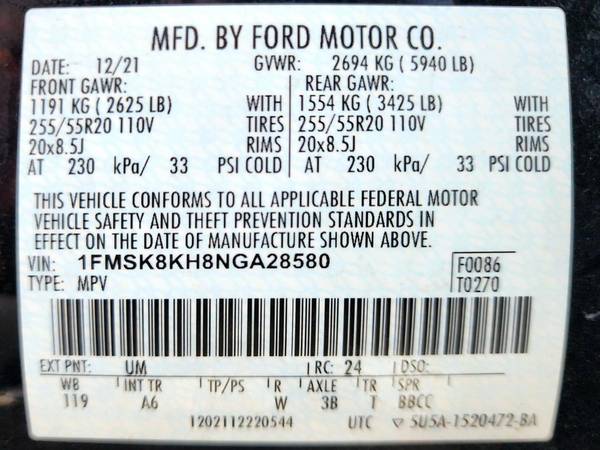 MFD. BY FORD MOTOR CO.
DATE: 12/21 GVWR: 2694 KG ( 5940 LB)
FRONT GAWR: REAR GAWR:
1191 KG ( 2625 LB) WITH 1554 KG ( 3425 LB) WITH
255/55R20 110V TIRES 255/55R20 110V TIRES
20x8.5J RIMS 20x8.5J RIMS
AT 230 kPa/ 33 PSI COLD AT 230 kPa/ 33 PSI COLD
THIS VEHICLE CONFORMS TO ALL APPLICABLE FEDERAL MOTOR
VEHICLE SAFETY AND THEFT PREVENTION STANDARDS IN
EFFECT ON THE DATE OF MANUFACTURE SHOWN ABOVE.
VIN: 1FMSK8KH8NGA28580 F0086
TYPE: MPV T0270
EXT PNT: UM RC: 24 DSO:
WB INT TR TP/PS R AXLE TR SPR
119 A6 W 3B T BBCC
1202112220544 UTC ▽ 5U5A-1520472-BA